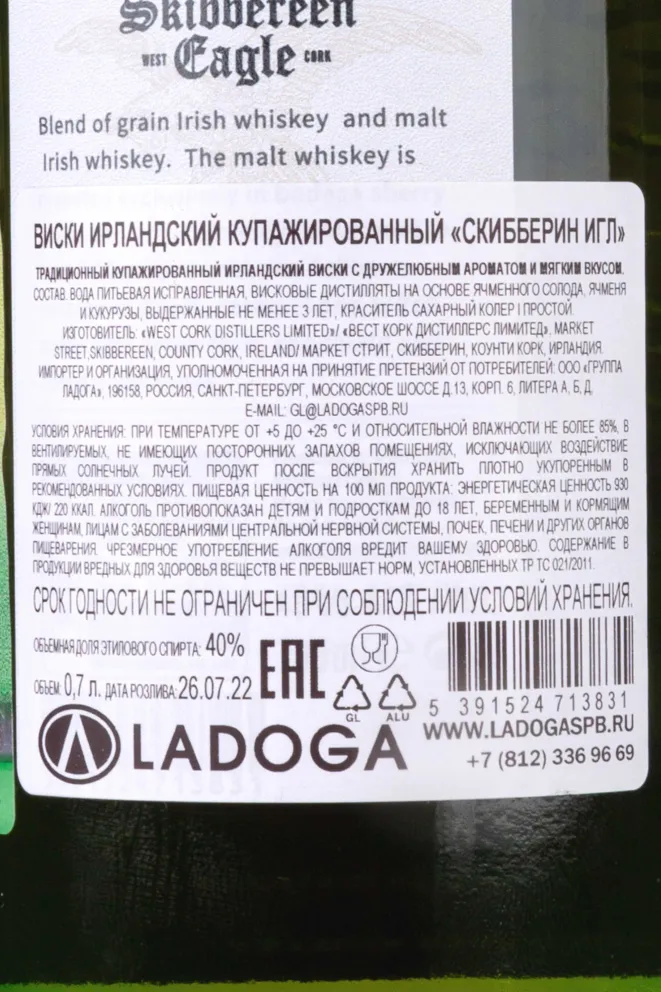 Skibbereen
WEST Eagle CORK
Blend of grain Irish whiskey and malt
Irish whiskey. The malt whiskey is
ВИСКИ ИРЛАНДСКИЙ КУПАЖИРОВАННЫЙ «СКИББЕРИН ИГЛ»
ТРАДИЦИОННЫЙ КУПАЖИРОВАННЫЙ ИРЛАНДСКИЙ ВИСКИ С ДРУЖЕЛЮБНЫМ АРОМАТОМ И МЯГКИМ ВКУСОМ.
СОСТАВ: ВОДА ПИТЬЕВАЯ ИСПРАВЛЕННАЯ, ВИСКОВЫЕ ДИСТИЛЛЯТЫ НА ОСНОВЕ ЯЧМЕННОГО СОЛОДА, ЯЧМЕНЯ
И КУКУРУЗЫ, ВЫДЕРЖАННЫЕ НЕ МЕНЕЕ 3 ЛЕТ, КРАСИТЕЛЬ САХАРНЫЙ КОЛЕР I ПРОСТОЙ.
ИЗГОТОВИТЕЛЬ: «WEST CORK DISTILLERS LIMITED»/ «ВЕСТ КОРК ДИСТИЛЛЕРС ЛИМИТЕД», MARKET
STREET, SKIBBEREEN, COUNTY CORK, IRELAND/ МАРКЕТ СТРИТ, СКИББЕРИН, КОУНТИ КОРК, ИРЛАНДИЯ.
ИМПОРТЕР И ОРГАНИЗАЦИЯ, УПОЛНОМОЧЕННАЯ НА ПРИНЯТИЕ ПРЕТЕНЗИЙ ОТ ПОТРЕБИТЕЛЕЙ: ООО «ГРУППА
ЛАДОГА», 196158, РОССИЯ, САНКТ-ПЕТЕРБУРГ, МОСКОВСКОЕ ШОССЕ Д.13, КОРП. 6, ЛИТЕРА А, Б, Д,
E-MAIL: GL@LADOGASPB.RU
УСЛОВИЯ ХРАНЕНИЯ: ПРИ ТЕМПЕРАТУРЕ ОТ +5 ДО +25 °С И ОТНОСИТЕЛЬНОЙ ВЛАЖНОСТИ НЕ БОЛЕЕ 85%, В
ВЕНТИЛИРУЕМЫХ, НЕ ИМЕЮЩИХ ПОСТОРОННИХ ЗАПАХОВ ПОМЕЩЕНИЯХ, ИСКЛЮЧАЮЩИХ ВОЗДЕЙСТВИЕ
ПРЯМЫХ СОЛНЕЧНЫХ ЛУЧЕЙ. ПРОДУКТ ПОСЛЕ ВСКРЫТИЯ ХРАНИТЬ ПЛОТНО УКУПОРЕННЫМ В
РЕКОМЕНДОВАННЫХ УСЛОВИЯХ. ПИЩЕВАЯ ЦЕННОСТЬ НА 100 МЛ ПРОДУКТА: ЭНЕРГЕТИЧЕСКАЯ ЦЕННОСТЬ 930
КДЖ/ 220 ККАЛ. АЛКОГОЛЬ ПРОТИВОПОКАЗАН ДЕТЯМ И ПОДРОСТКАМ ДО 18 ЛЕТ, БЕРЕМЕННЫМ И КОРМЯЩИМ
ЖЕНЩИНАМ, ЛИЦАМ С ЗАБОЛЕВАНИЯМИ ЦЕНТРАЛЬНОЙ НЕРВНОЙ СИСТЕМЫ, ПОЧЕК, ПЕЧЕНИ И ДРУГИХ ОРГАНОВ
ПИЩЕВАРЕНИЯ. ЧРЕЗМЕРНОЕ УПОТРЕБЛЕНИЕ АЛКОГОЛЯ ВРЕДИТ ВАШЕМУ ЗДОРОВЬЮ. СОДЕРЖАНИЕ В
ПРОДУКЦИИ ВРЕДНЫХ ДЛЯ ЗДОРОВЬЯ ВЕЩЕСТВ НЕ ПРЕВЫШАЕТ НОРМ, УСТАНОВЛЕННЫХ ТР ТС 021/2011.
СРОК ГОДНОСТИ НЕ ОГРАНИЧЕН ПРИ СОБЛЮДЕНИИ УСЛОВИЙ ХРАНЕНИЯ.
ОБЪЕМНАЯ ДОЛЯ ЭТИЛОВОГО СПИРТА: 40%
ОБЪЕМ: 0,7 Л. ДАТА РОЗЛИВА: 26.07.22
EAC
GL ALU
5 391524 713831
LADOGA
WWW.LADOGASPB.RU
+7 (812) 336 96 69